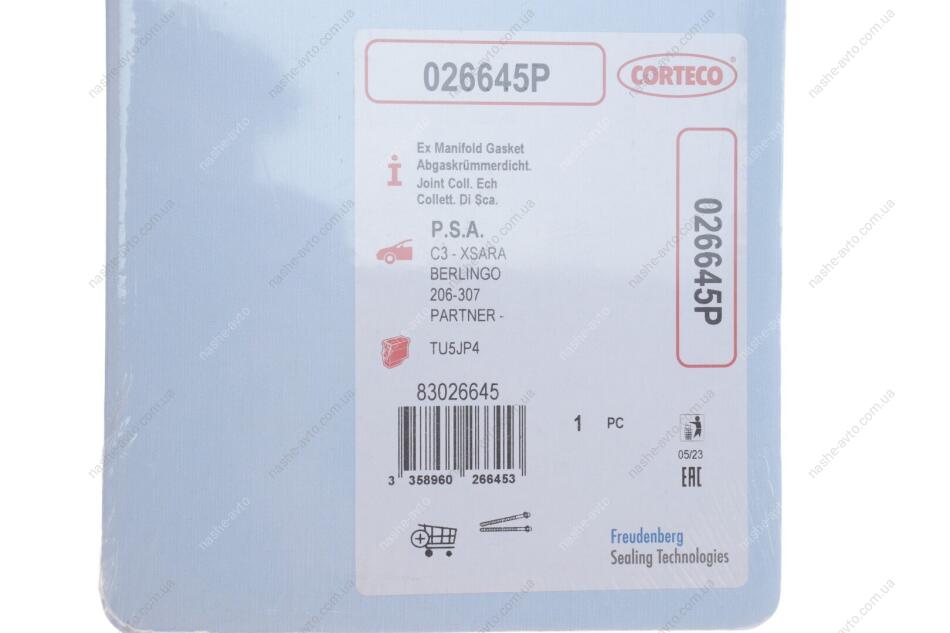 026645P
CORTECO
®
Ex Manifold Gasket
Abgaskrümmerdicht.
Joint Coll. Ech
Collett. Di Şca.
P.S.A.
C3 - XSARA
BERLINGO
206-307
PARTNER -
TU5JP4
83026645
3 358960 266453
1 PC
05/23
EAC
026645P
Freudenberg
Sealing Technologies
nashe-avto.com.ua